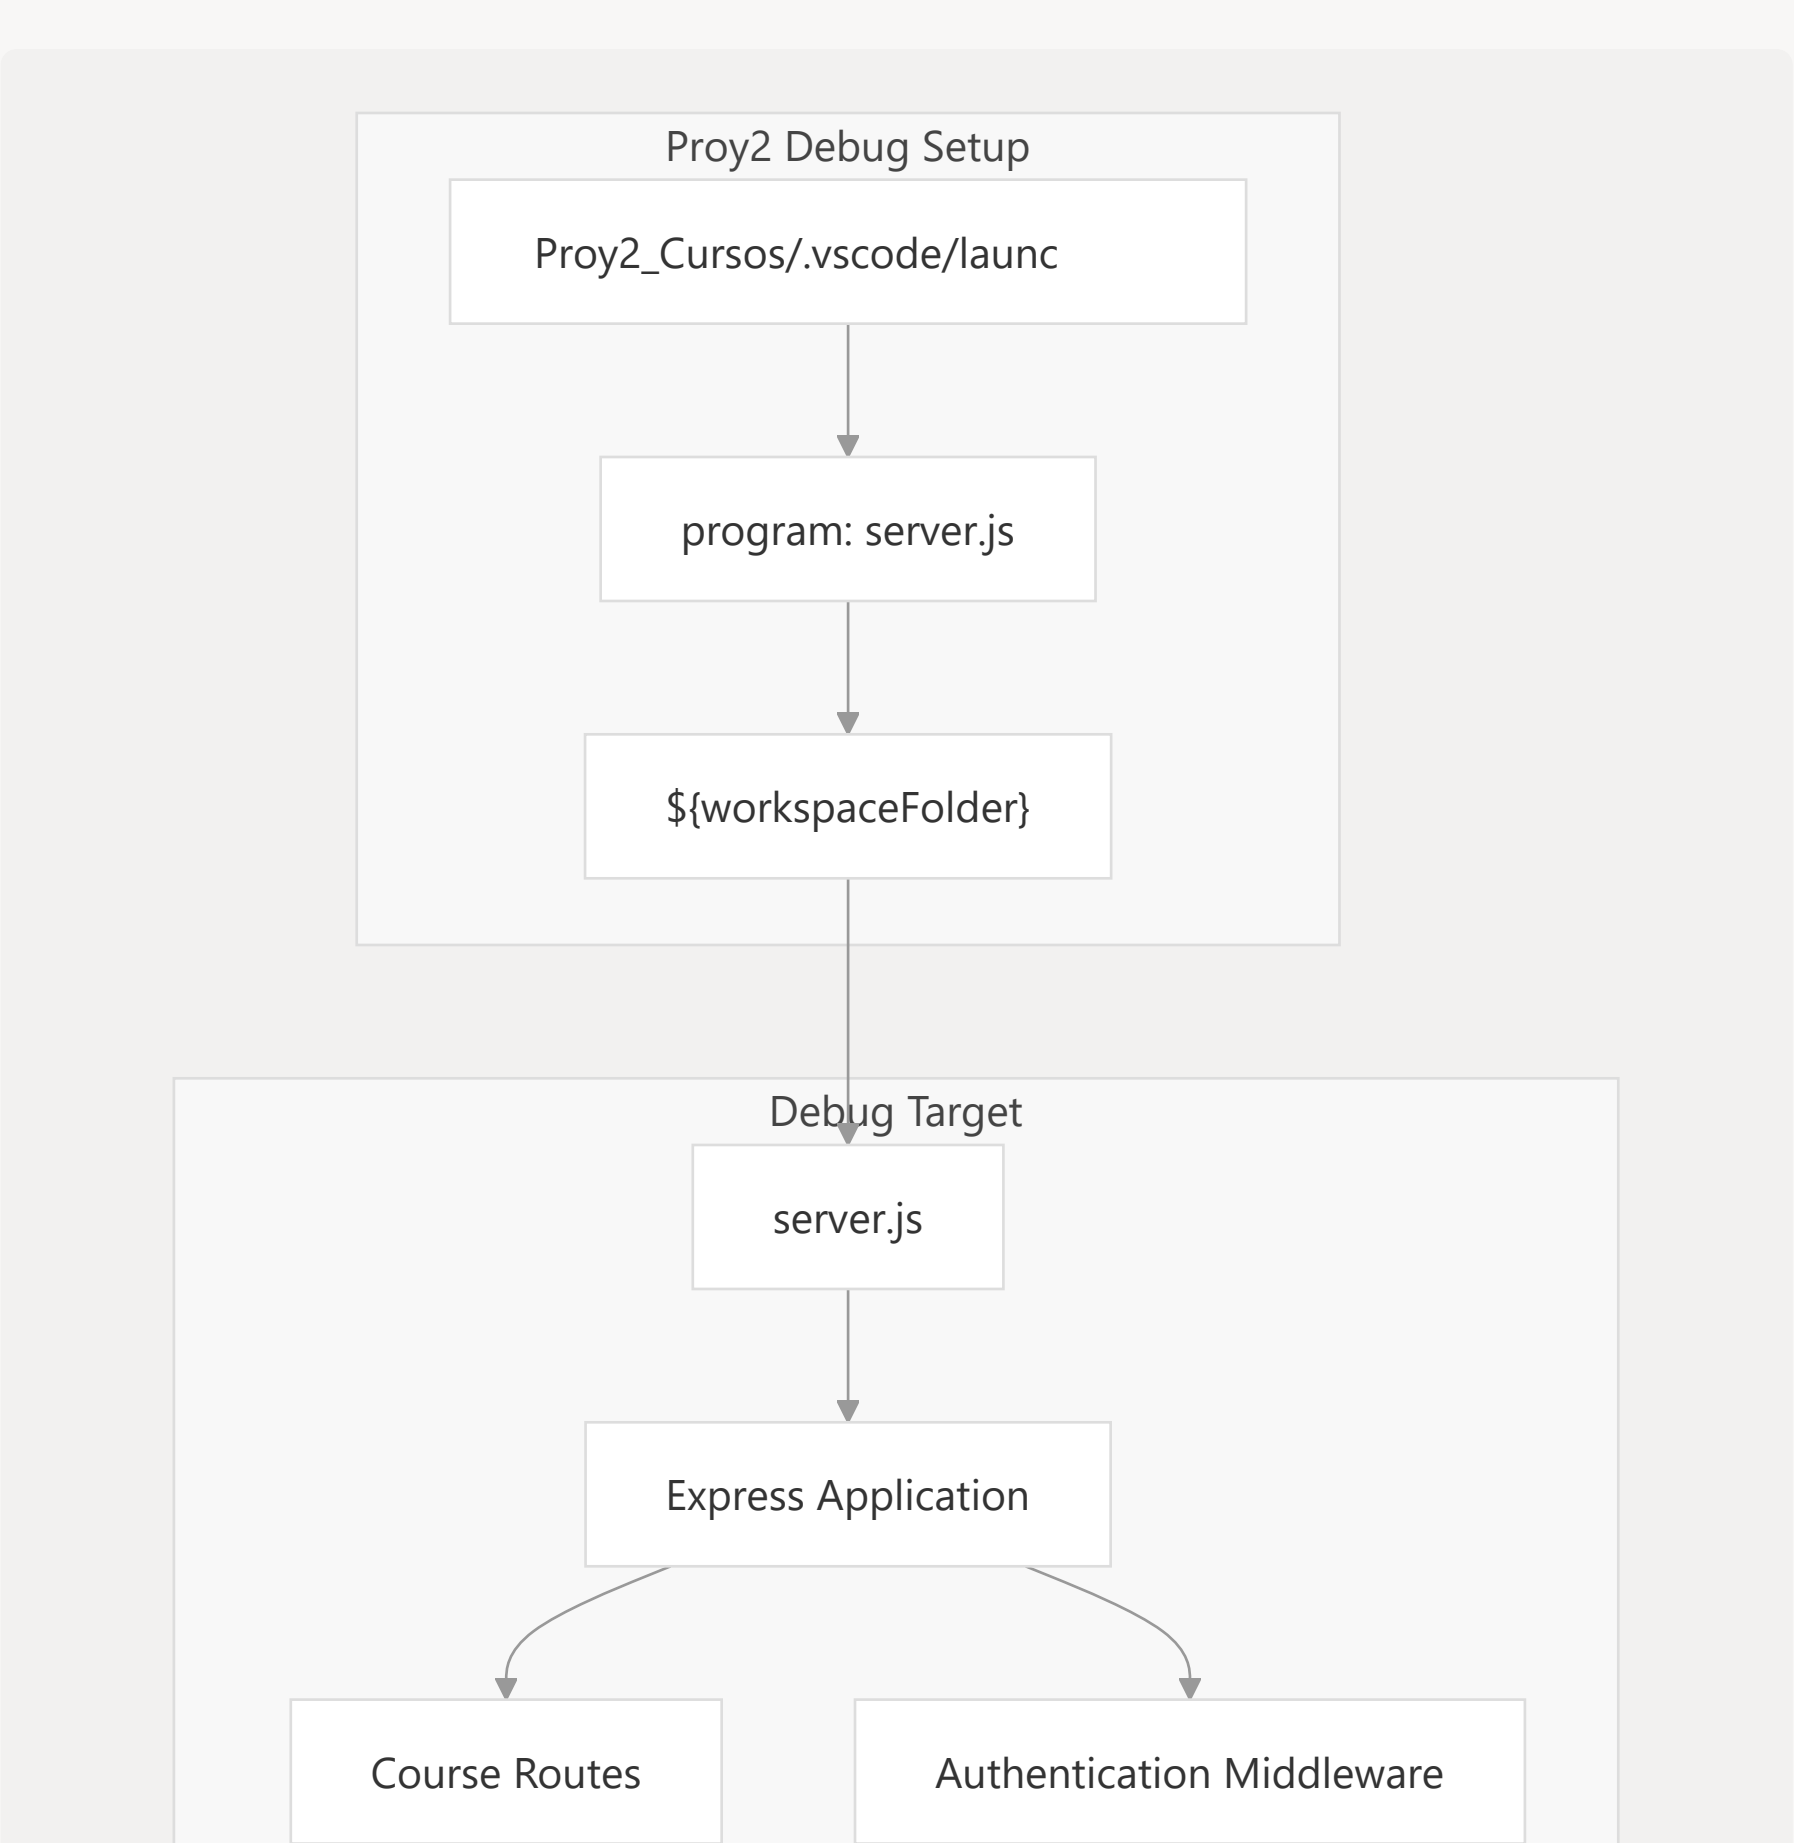 Proy2 Debug Setup
Proy2_Cursos/.vscode/launc
program: server.js
${workspaceFolder}
Debug Target
server.js
Express Application
Course Routes
Authentication Middleware